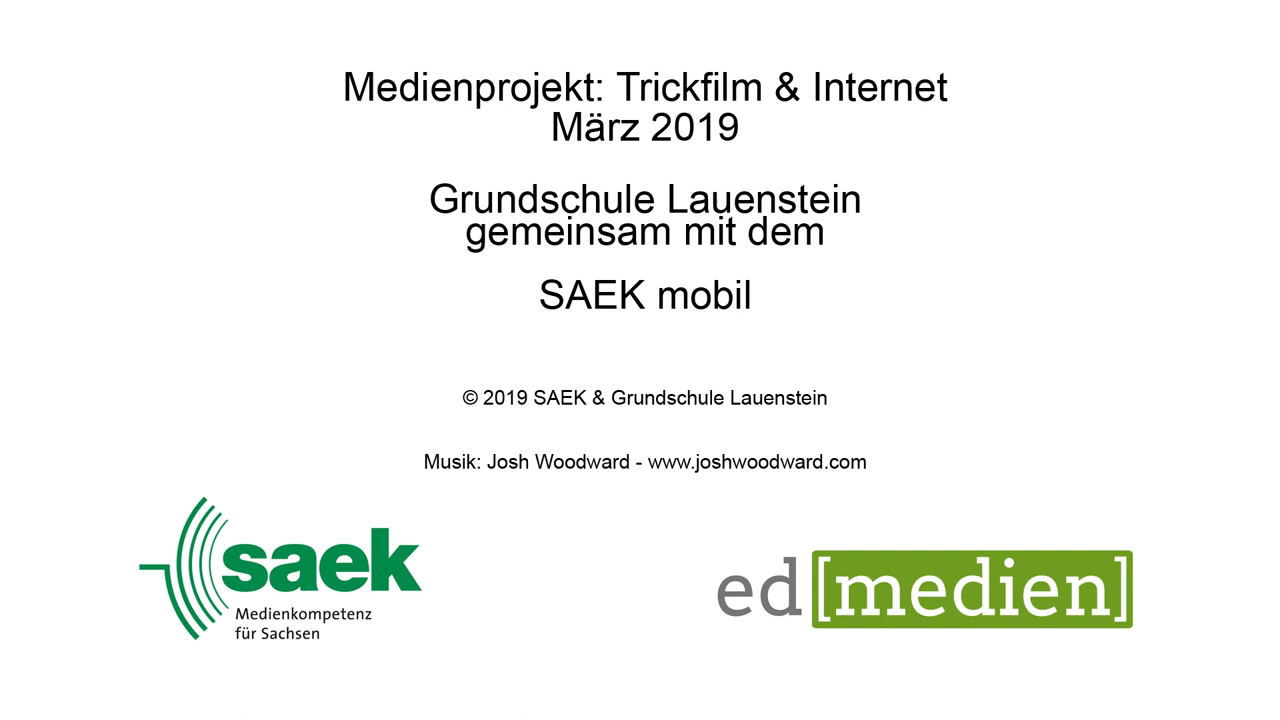 Medienprojekt: Trickfilm & Internet
März 2019
Grundschule Lauenstein
gemeinsam mit dem
SAEK mobil
© 2019 SAEK & Grundschule Lauenstein
Musik: Josh Woodward - www.joshwoodward.com
saek
Medienkompetenz
für Sachsen
ed[medien]